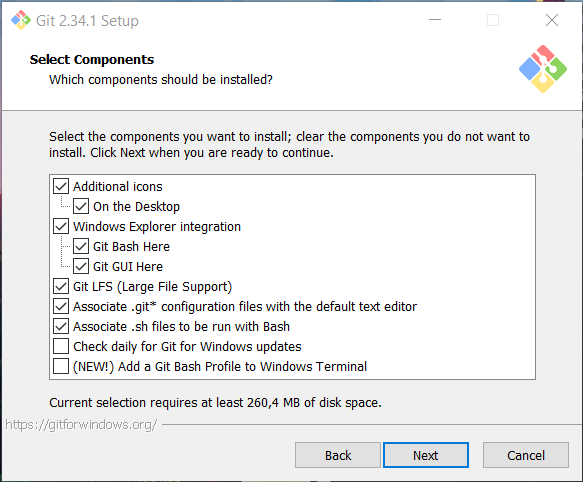 Git 2.34.1 Setup
Select Components
Which components should be installed?
Select the components you want to install; clear the components you do not want to
install. Click Next when you are ready to continue.
Additional icons
On the Desktop
Windows Explorer integration
Git Bash Here
Git GUI Here
Git LFS (Large File Support)
Associate .git* configuration files with the default text editor
Associate .sh files to be run with Bash
Check daily for Git for Windows updates
(NEW!) Add a Git Bash Profile to Windows Terminal
Current selection requires at least 260,4 MB of disk space.
https://gitforwindows.org/
Back Next Cancel